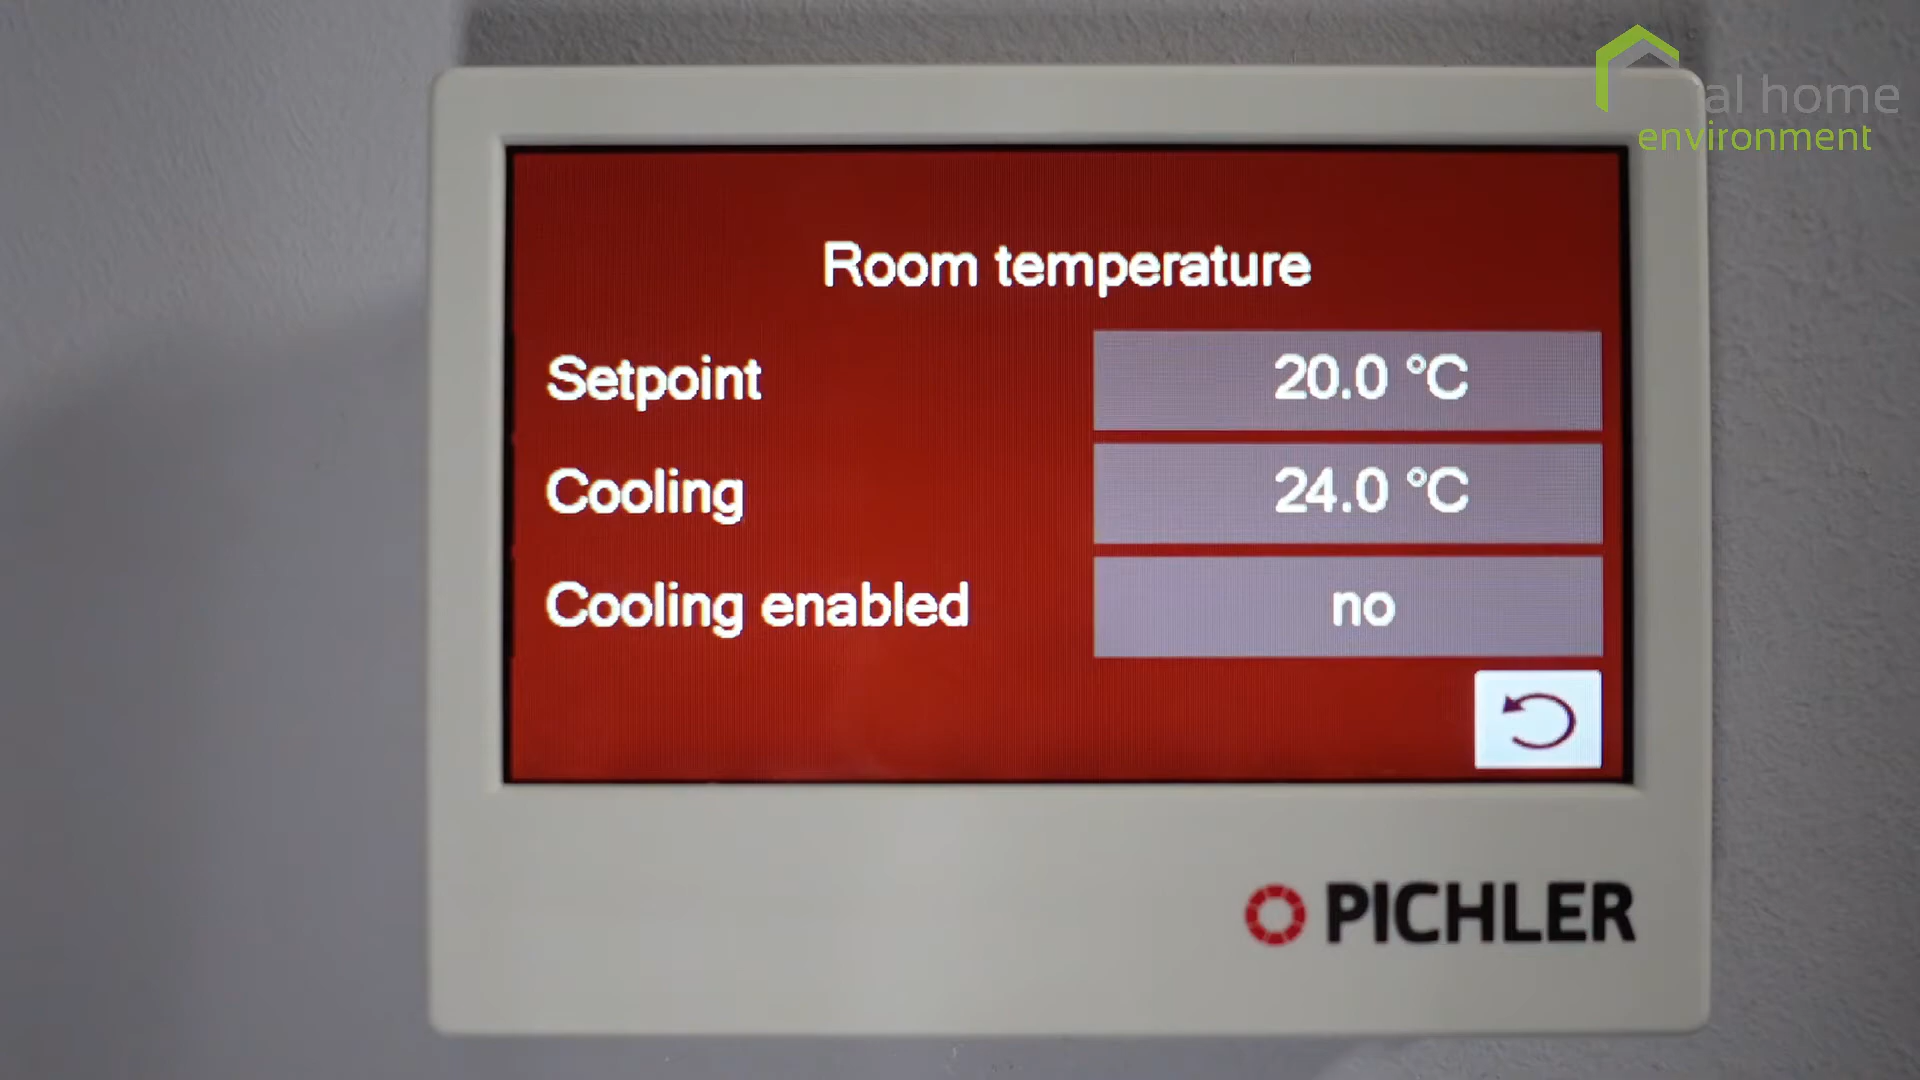 al home
environment
Room temperature
Setpoint 20.0 °C
Cooling 24.0 °C
Cooling enabled no
PICHLER